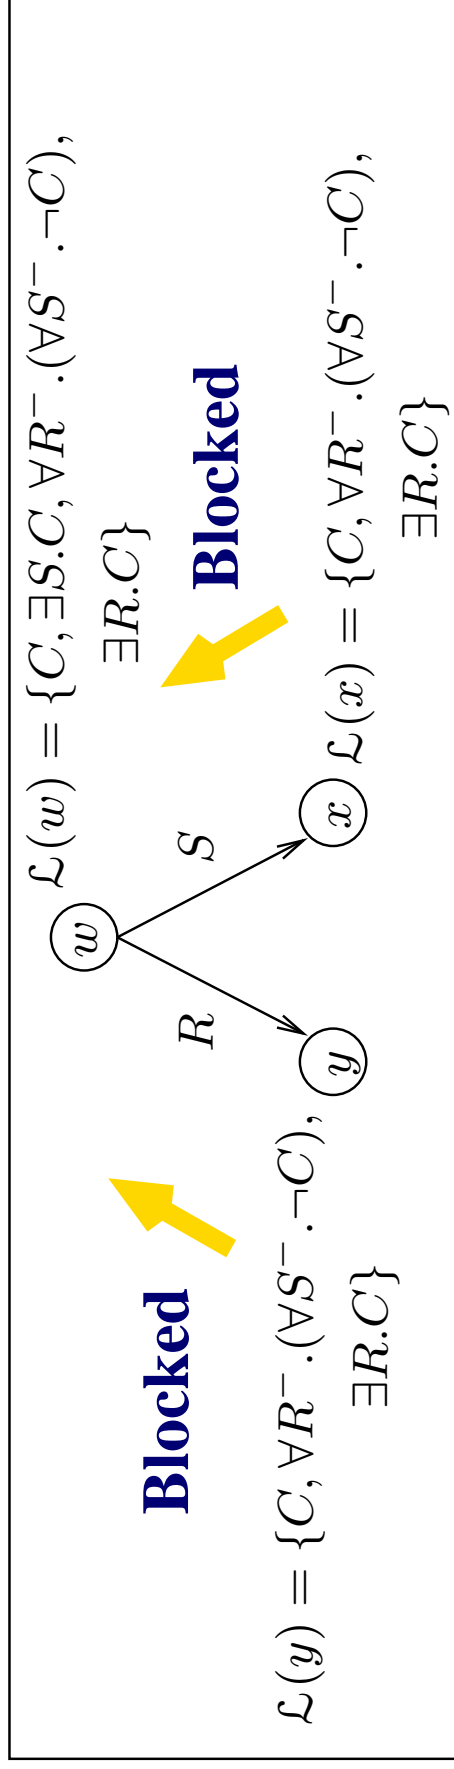 ℒ(w) = {C, ∃S.C, ∀R⁻.(∀S⁻.¬C),
∃R.C}
w
Blocked
R
S
Blocked
ℒ(y) = {C, ∀R⁻.(∀S⁻.¬C),
∃R.C}
y
x
ℒ(x) = {C, ∀R⁻.(∀S⁻.¬C),
∃R.C}